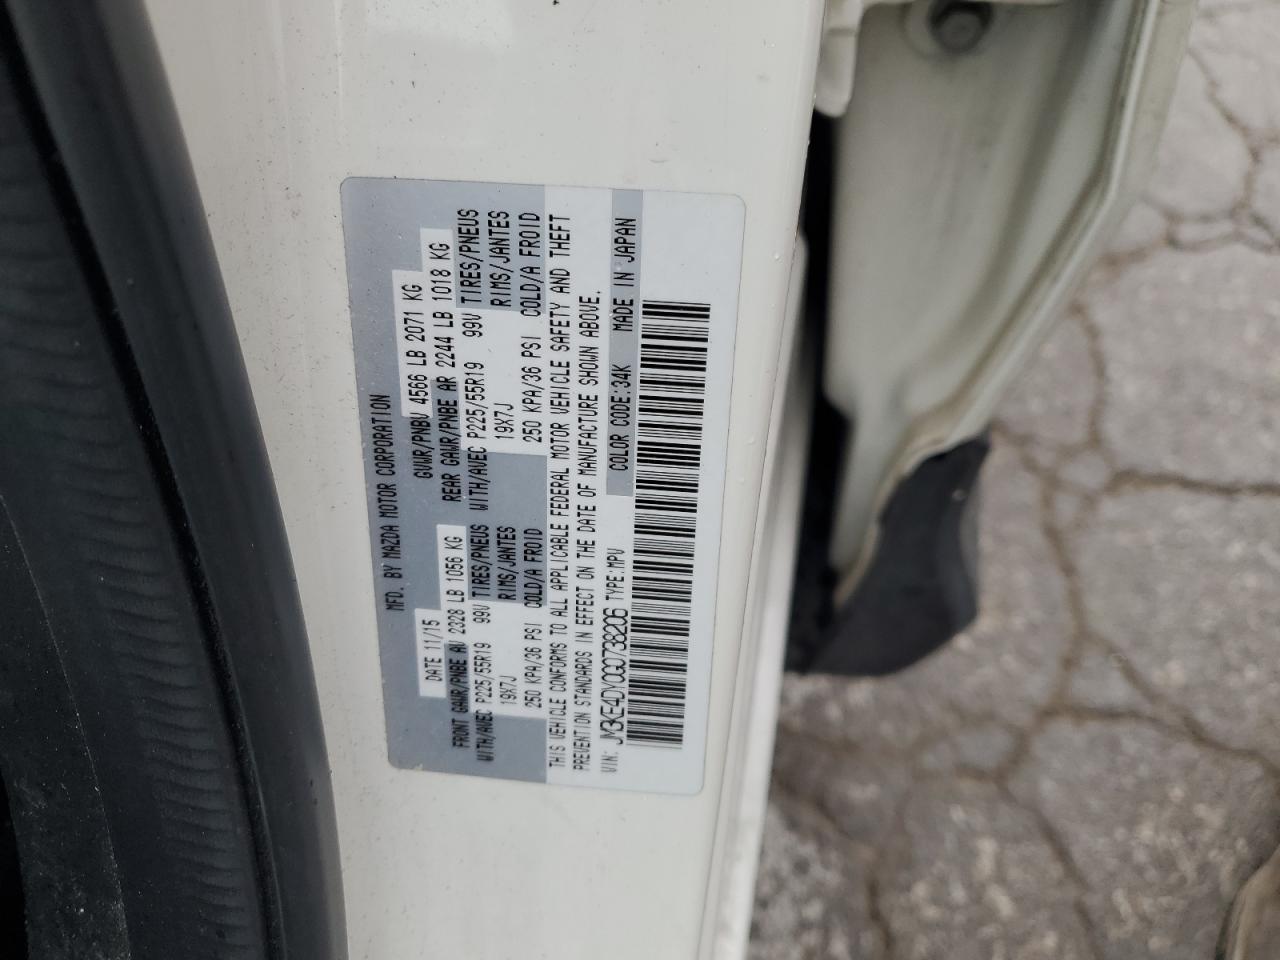 MFD. BY MAZDA MOTOR CORPORATION
DATE 11/15 GVWR/PNBV 4566 LB 2071 KG
FRONT GAWR/PNBE AV 2328 LB 1056 KG REAR GAWR/PNBE AR 2244 LB 1018 KG
WITH/AVEC P225/55R19 99V TIRES/PNEUS WITH/AVEC P225/55R19 99V TIRES/PNEUS
19X7J RIMS/JANTES 19X7J RIMS/JANTES
250 KPA/36 PSI COLD/A FROID 250 KPA/36 PSI COLD/A FROID
THIS VEHICLE CONFORMS TO ALL APPLICABLE FEDERAL MOTOR VEHICLE SAFETY AND THEFT
PREVENTION STANDARDS IN EFFECT ON THE DATE OF MANUFACTURE SHOWN ABOVE.
VIN: JM3KE4DY0G0738206 TYPE:MPV COLOR CODE:34K MADE IN JAPAN